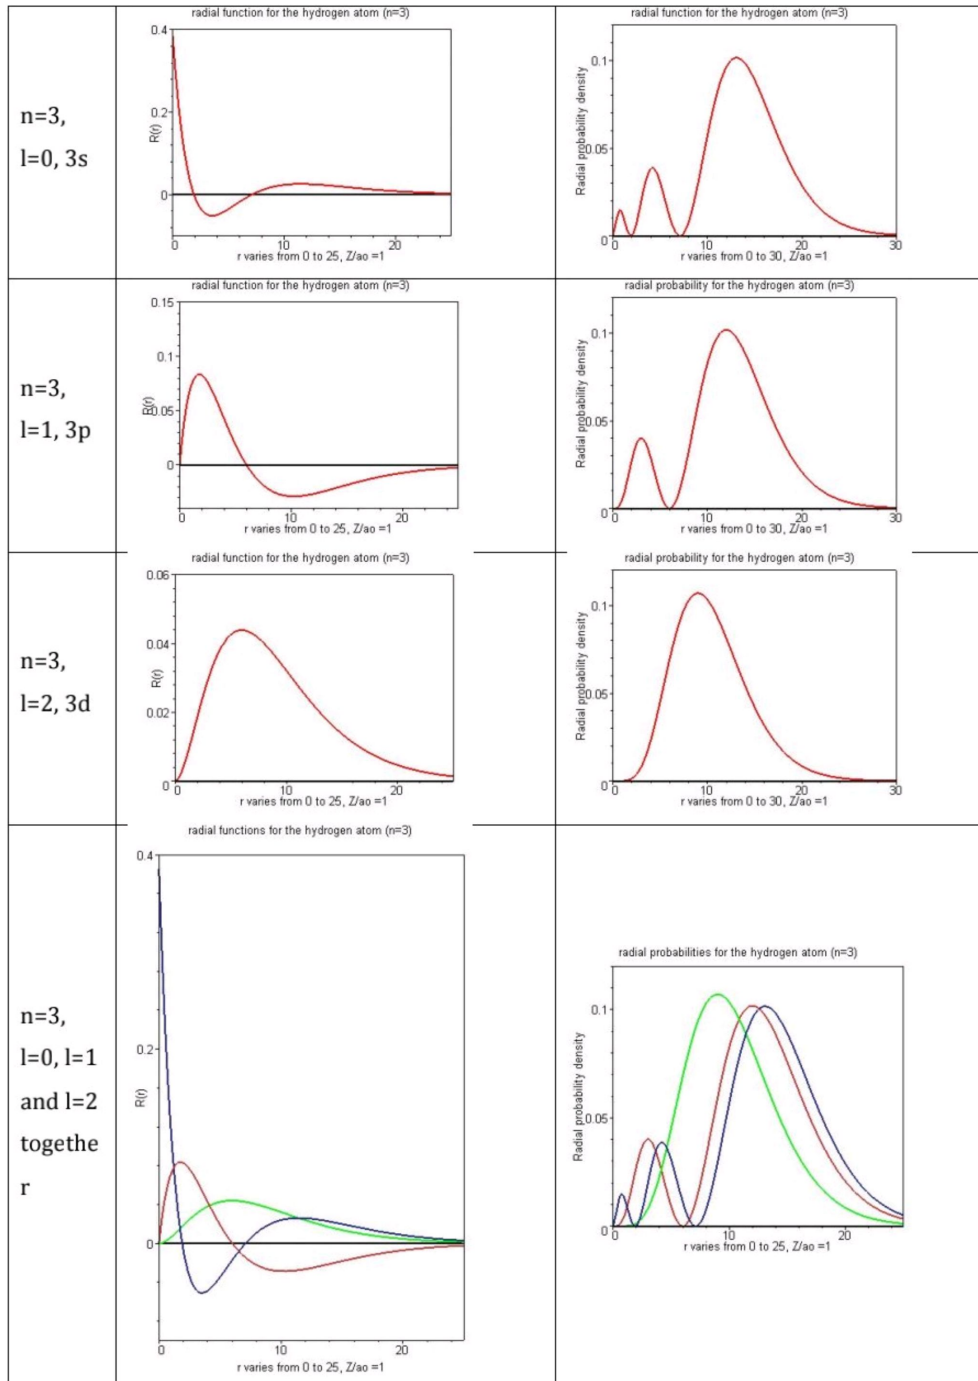 n=3,
l=0, 3s
radial function for the hydrogen atom (n=3)
0.4
0.2
R(r)
0
0
10
20
r varies from 0 to 25, Z/ao =1
radial function for the hydrogen atom (n=3)
0.1
Radial probability density
0.05
0
0
10
20
30
r varies from 0 to 30, Z/ao =1
n=3,
l=1, 3p
radial function for the hydrogen atom (n=3)
0.15
0.1
R(r)
0.05
0
0
10
20
r varies from 0 to 25, Z/ao =1
radial probability for the hydrogen atom (n=3)
0.1
Radial probability density
0.05
0
0
10
20
30
r varies from 0 to 30, Z/ao =1
n=3,
l=2, 3d
radial function for the hydrogen atom (n=3)
0.06
0.04
R(r)
0.02
0
0
10
20
r varies from 0 to 25, Z/ao =1
radial probability for the hydrogen atom (n=3)
0.1
Radial probability density
0.05
0
0
10
20
30
r varies from 0 to 30, Z/ao =1
n=3,
l=0, l=1
and l=2
togethe
r
radial functions for the hydrogen atom (n=3)
0.4
0.2
R(r)
0
0
10
20
r varies from 0 to 25, Z/ao =1
radial probabilities for the hydrogen atom (n=3)
0.1
Radial probability density
0.05
0
0
10
20
r varies from 0 to 25, Z/ao =1